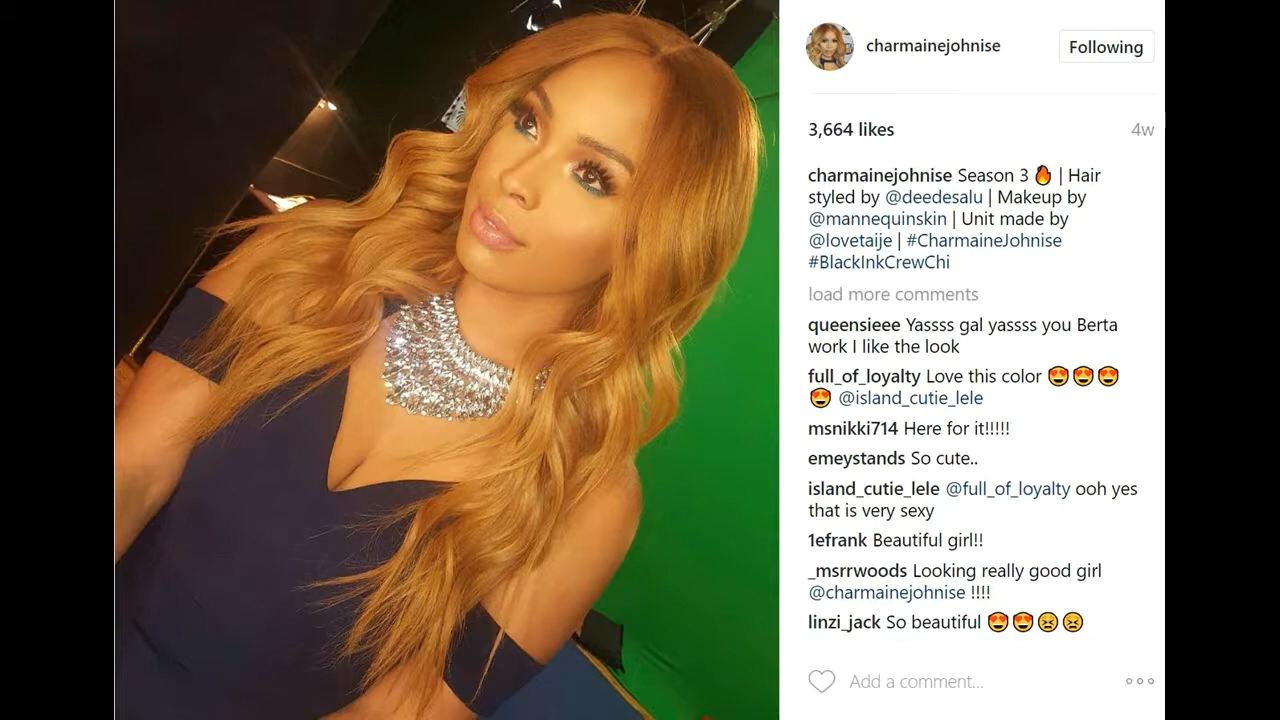 charmainejohnise
Following
3,664 likes
4w
charmainejohnise Season 3 🔥 | Hair
styled by @deedesalu | Makeup by
@mannequinskin | Unit made by
@lovetaije | #CharmaineJohnise
#BlackInkCrewChi
load more comments
queensieee Yassss gal yassss you Berta
work I like the look
full_of_loyalty Love this color 😍😍😍
😍 @island_cutie_lele
msnikki714 Here for it!!!!!
emeystands So cute..
island_cutie_lele @full_of_loyalty ooh yes
that is very sexy
1efrank Beautiful girl!!
_msrrwoods Looking really good girl
@charmainejohnise !!!!
linzi_jack So beautiful 😍😍😣😣
Add a comment...